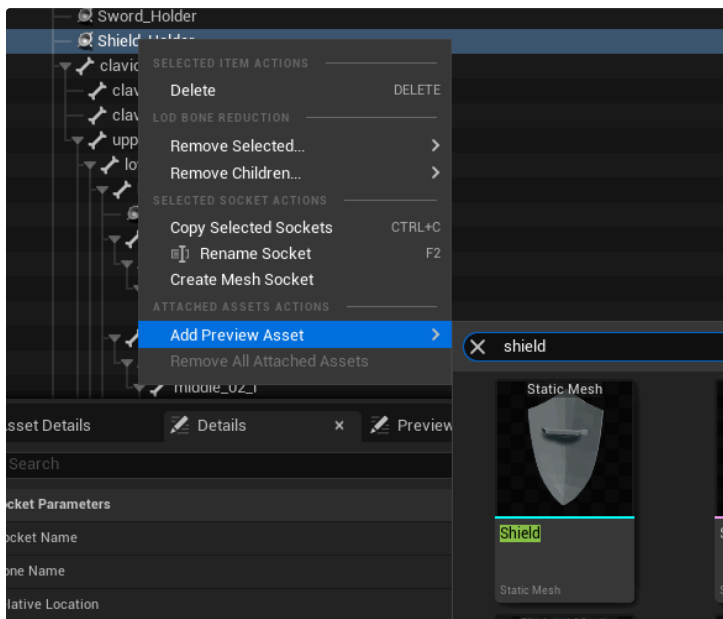 Sword_Holder
Shield_Holder
clavic
SELECTED ITEM ACTIONS
Delete DELETE
clav
LOD BONE REDUCTION
clav
Remove Selected...
upp
lo
Remove Children...
SELECTED SOCKET ACTIONS
Copy Selected Sockets CTRL+C
Rename Socket F2
Create Mesh Socket
ATTACHED ASSETS ACTIONS
Add Preview Asset
shield
Remove All Attached Assets
middle_02_l
Static Mesh
sset Details
Details
Preview
Search
ocket Parameters
ocket Name
Shield
one Name
Static Mesh
lative Location